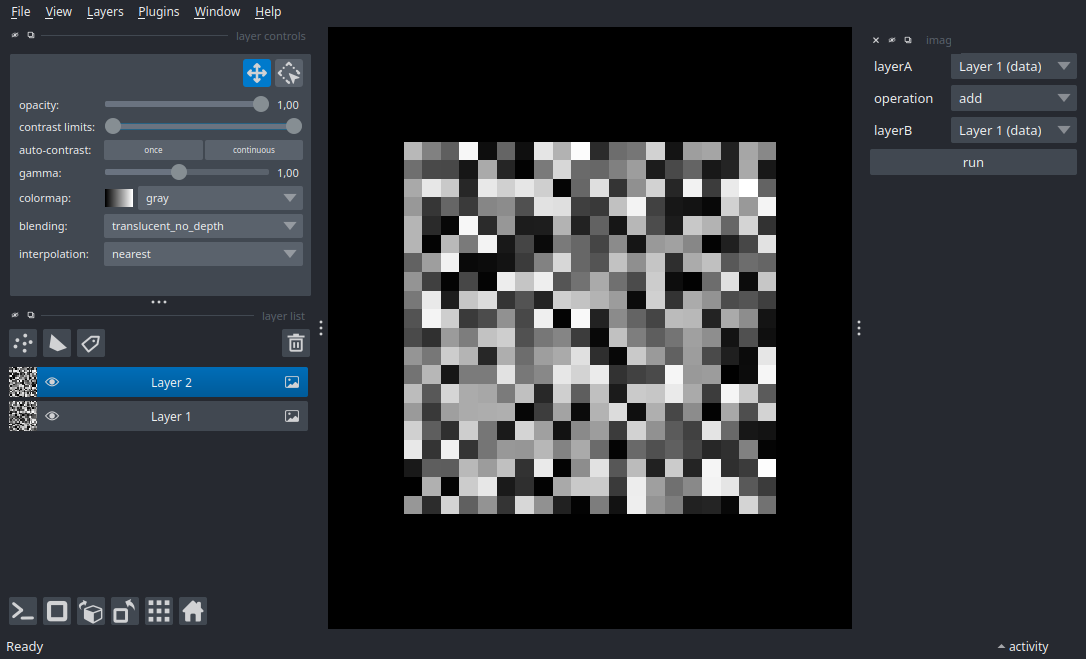 File View Layers Plugins Window Help
layer controls
opacity: 1,00
contrast limits:
auto-contrast: once continuous
gamma: 1,00
colormap: gray
blending: translucent_no_depth
interpolation: nearest
layer list
Layer 2
Layer 1
Ready
imag
layerA Layer 1 (data)
operation add
layerB Layer 1 (data)
run
activity